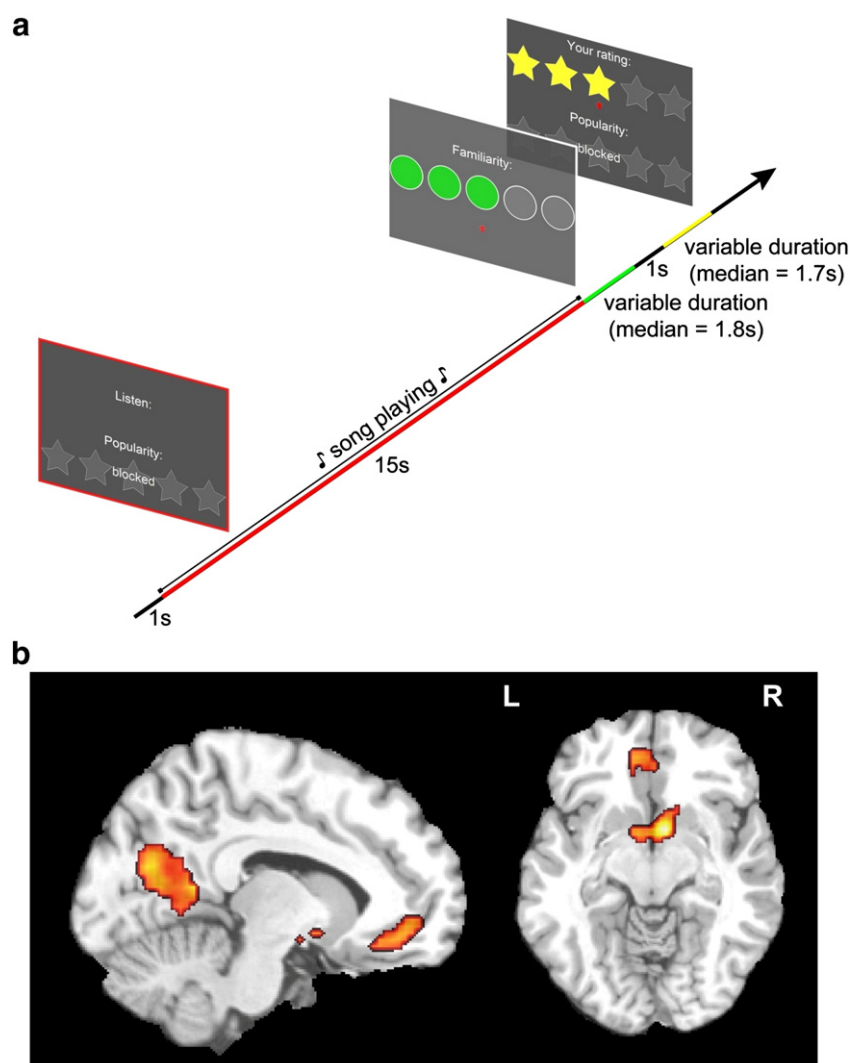 a
Your rating:
Popularity:
blocked
Familiarity:
variable duration
(median = 1.7s)
1s
variable duration
(median = 1.8s)
♪ song playing ♪
15s
Listen:
Popularity:
blocked
1s
b
L
R